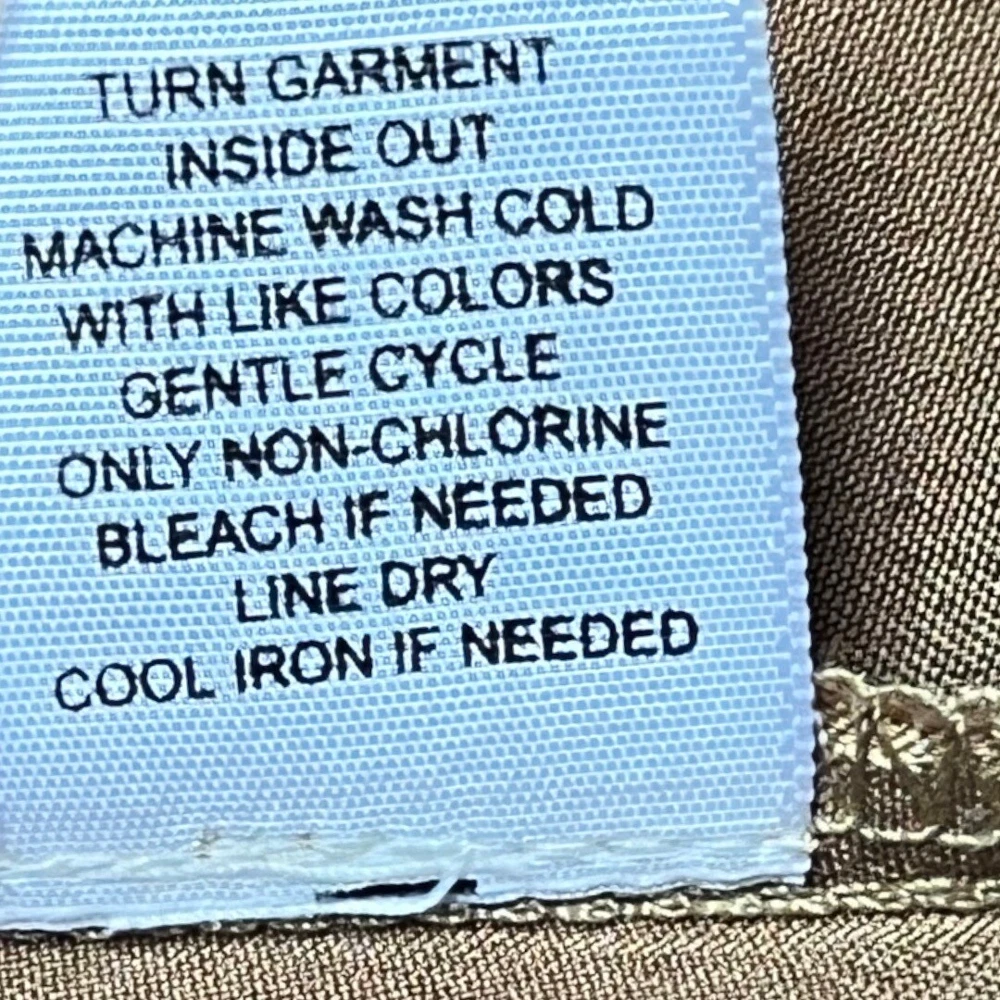 TURN GARMENT
INSIDE OUT
MACHINE WASH COLD
WITH LIKE COLORS
GENTLE CYCLE
ONLY NON-CHLORINE
BLEACH IF NEEDED
LINE DRY
COOL IRON IF NEEDED